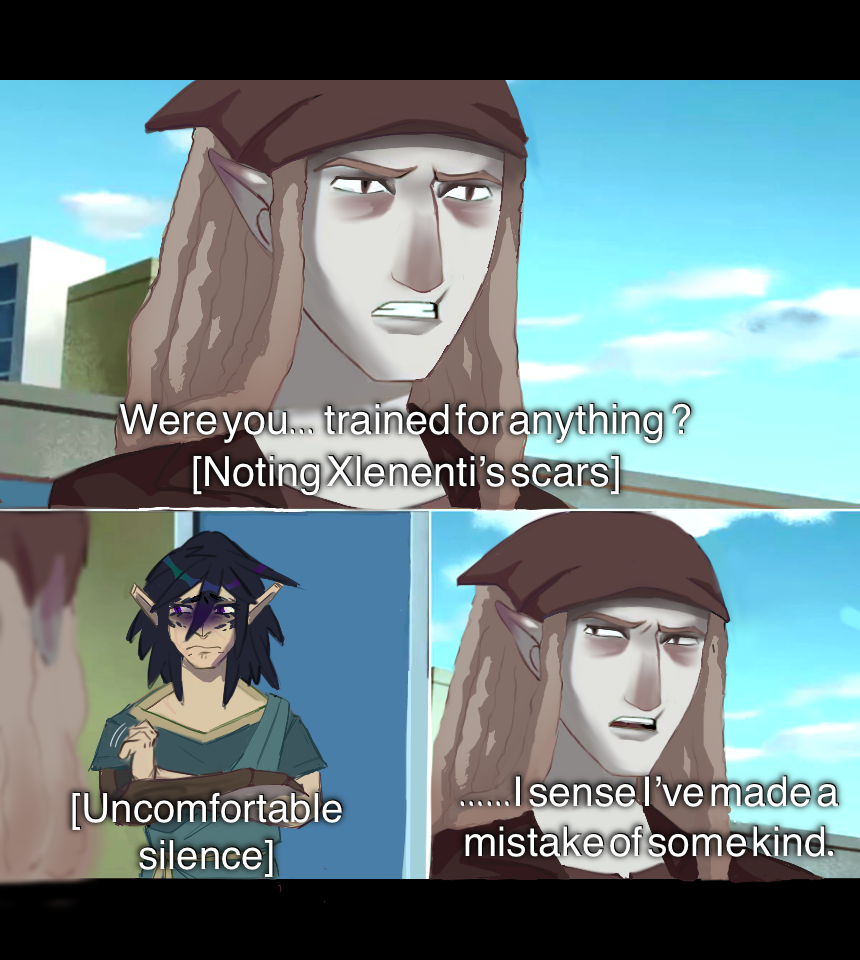 Were you... trained for anything ?
[Noting Xlenenti's scars]
[Uncomfortable
silence]
......I sense I've made a
mistake of some kind.